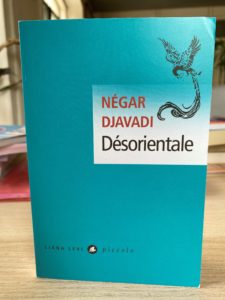 NÉGAR
DJAVADI
Désorientale
LIANA LEVI piccolo